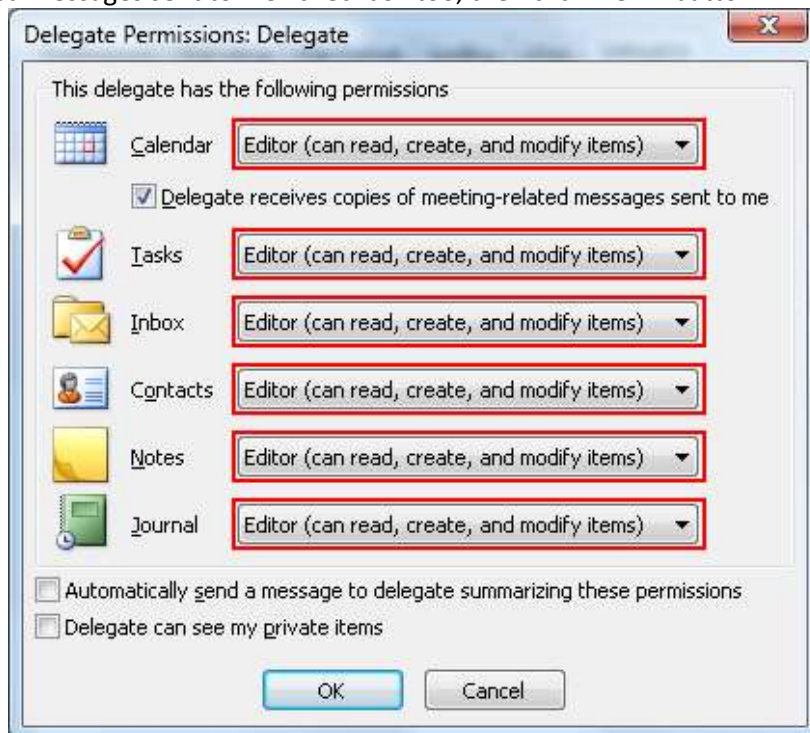 Delegate Permissions: Delegate
This delegate has the following permissions
Calendar Editor (can read, create, and modify items)
Delegate receives copies of meeting-related messages sent to me
Tasks Editor (can read, create, and modify items)
Inbox Editor (can read, create, and modify items)
Contacts Editor (can read, create, and modify items)
Notes Editor (can read, create, and modify items)
Journal Editor (can read, create, and modify items)
Automatically send a message to delegate summarizing these permissions
Delegate can see my private items
OK Cancel